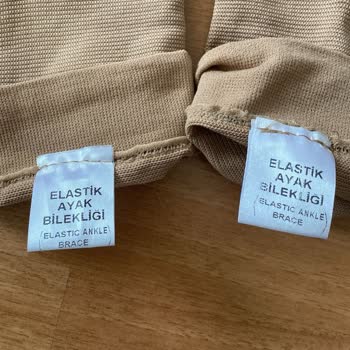 ELASTİK
AYAK
BİLEKLİĞİ
(ELASTIC ANKLE)
BRACE
ELASTİK
AYAK
BİLEKLİĞİ
(ELASTIC ANKLE)
BRACE